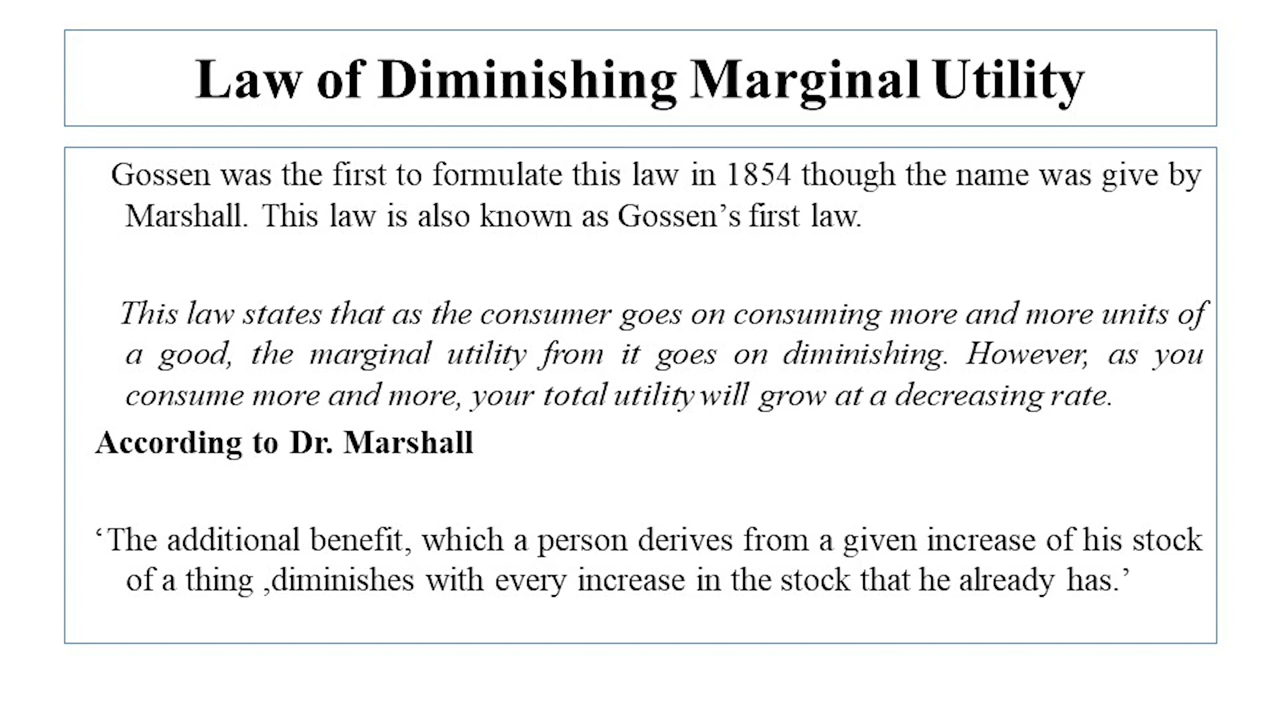 Law of Diminishing Marginal Utility
Gossen was the first to formulate this law in 1854 though the name was give by
Marshall. This law is also known as Gossen’s first law.
This law states that as the consumer goes on consuming more and more units of
a good, the marginal utility from it goes on diminishing. However, as you
consume more and more, your total utility will grow at a decreasing rate.
According to Dr. Marshall
‘The additional benefit, which a person derives from a given increase of his stock
of a thing ,diminishes with every increase in the stock that he already has.’